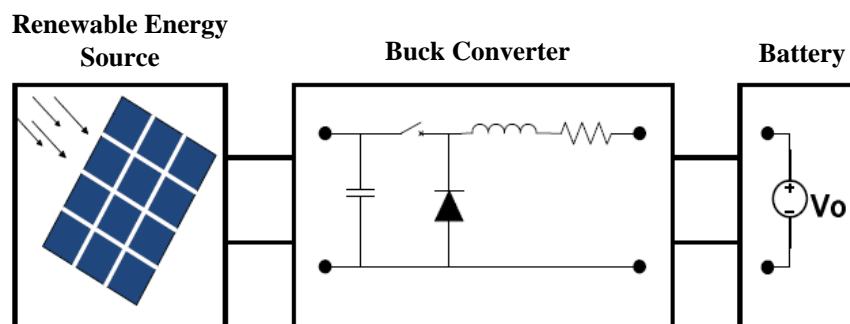 Renewable Energy
Source
Buck Converter
Battery
+
−
Vo